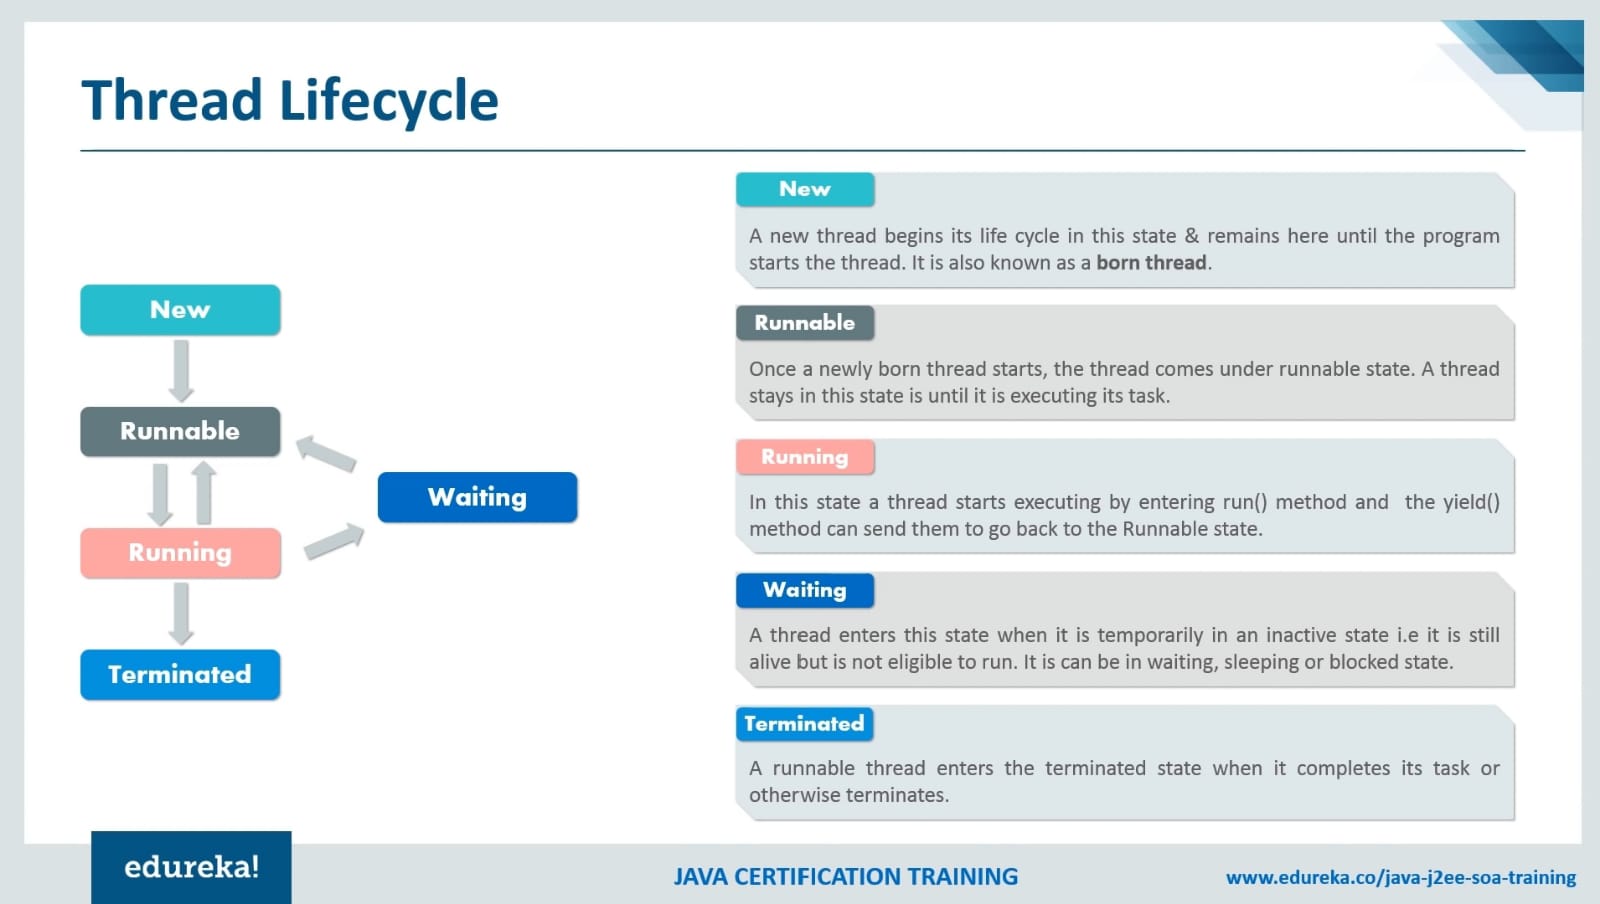 Thread Lifecycle
New
Runnable
Running
Waiting
Terminated
New
A new thread begins its life cycle in this state & remains here until the program
starts the thread. It is also known as a born thread.
Runnable
Once a newly born thread starts, the thread comes under runnable state. A thread
stays in this state is until it is executing its task.
Running
In this state a thread starts executing by entering run() method and the yield()
method can send them to go back to the Runnable state.
Waiting
A thread enters this state when it is temporarily in an inactive state i.e it is still
alive but is not eligible to run. It is can be in waiting, sleeping or blocked state.
Terminated
A runnable thread enters the terminated state when it completes its task or
otherwise terminates.
edureka!
JAVA CERTIFICATION TRAINING
www.edureka.co/java-j2ee-soa-training